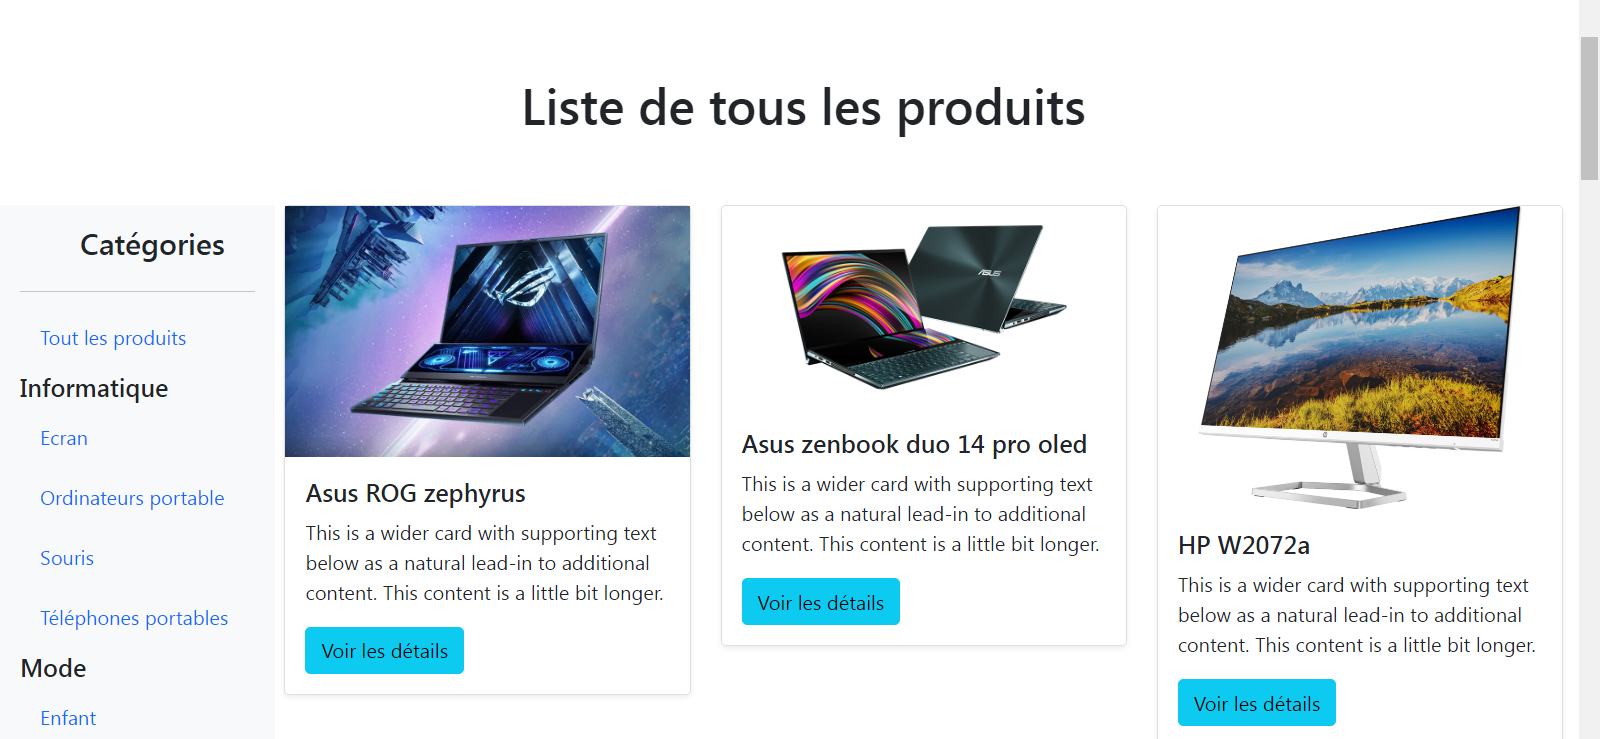 Liste de tous les produits
Catégories
Tout les produits
Informatique
Ecran
Ordinateurs portable
Souris
Téléphones portables
Mode
Enfant
Asus ROG zephyrus
This is a wider card with supporting text
below as a natural lead-in to additional
content. This content is a little bit longer.
Voir les détails
ASUS
Asus zenbook duo 14 pro oled
This is a wider card with supporting text
below as a natural lead-in to additional
content. This content is a little bit longer.
Voir les détails
HP W2072a
This is a wider card with supporting text
below as a natural lead-in to additional
content. This content is a little bit longer.
Voir les détails